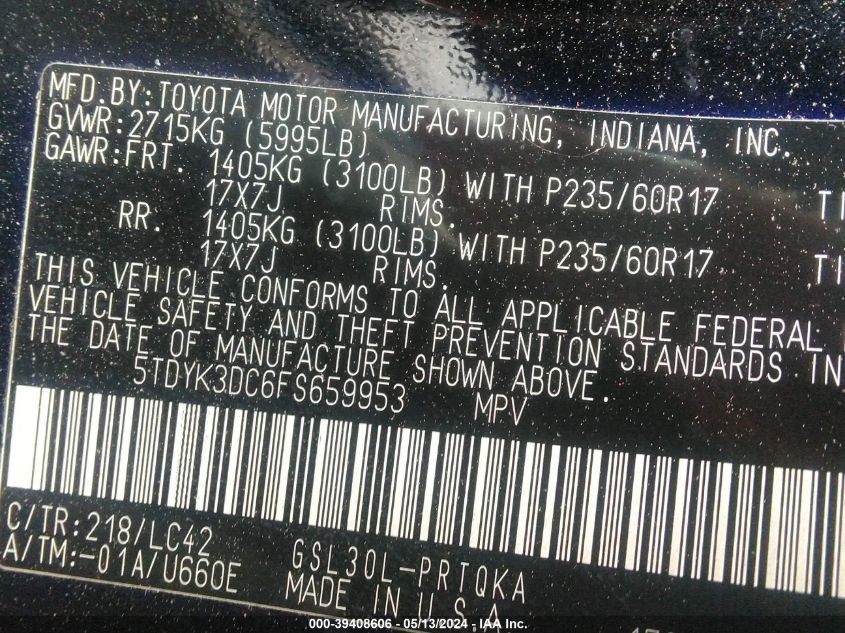 MFD.BY:TOYOTA MOTOR MANUFACTURING, INDIANA, INC.
GVWR:2715KG (5995LB)
GAWR:FRT. 1405KG (3100LB) WITH P235/60R17 TI
17X7J RIMS.
RR. 1405KG (3100LB) WITH P235/60R17 TI
17X7J RIMS.
THIS VEHICLE CONFORMS TO ALL APPLICABLE FEDERAL
VEHICLE SAFETY AND THEFT PREVENTION STANDARDS IN
THE DATE OF MANUFACTURE SHOWN ABOVE.
5TDYK3DC6FS659953 MPV
C/TR:218/LC42 GSL30L-PRTQKA
A/TM:-01A/U660E MADE IN U.S.A
000-39408606 - 05/13/2024 - IAA Inc.